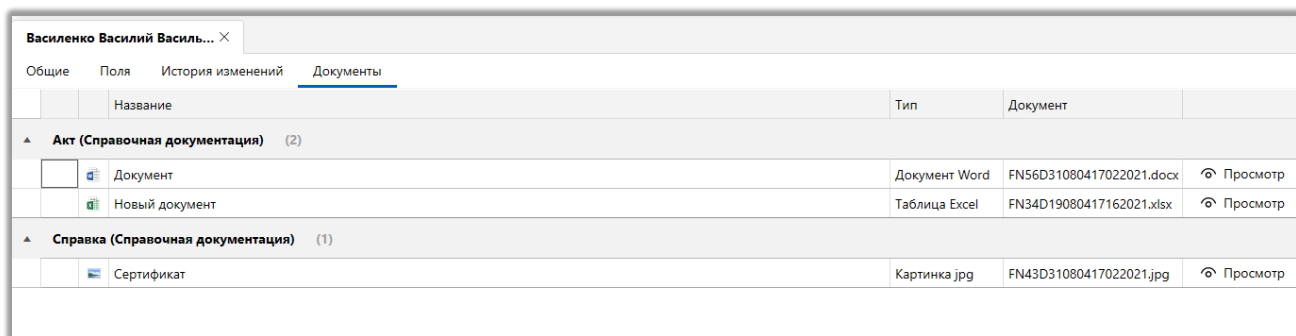 Василенко Василий Василь...
Общие Поля История изменений Документы
Название Тип Документ
Акт (Справочная документация) (2)
Документ Документ Word FN56D31080417022021.docx Просмотр
Новый документ Таблица Excel FN34D19080417162021.xlsx Просмотр
Справка (Справочная документация) (1)
Сертификат Картинка jpg FN43D31080417022021.jpg Просмотр